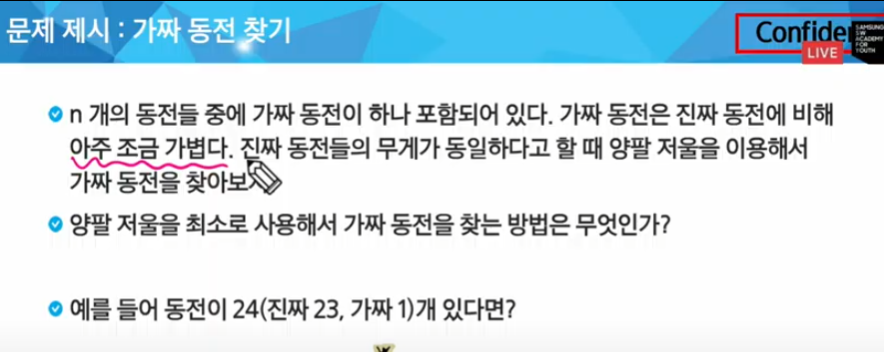 문제 제시 : 가짜 동전 찾기
LIVE
SAMSUNG
SW
ACADEMY
FOR
YOUTH
n 개의 동전들 중에 가짜 동전이 하나 포함되어 있다. 가짜 동전은 진짜 동전에 비해
아주 조금 가볍다. 진짜 동전들의 무게가 동일하다고 할 때 양팔 저울을 이용해서
가짜 동전을 찾아보
양팔 저울을 최소로 사용해서 가짜 동전을 찾는 방법은 무엇인가?
예를 들어 동전이 24(진짜 23, 가짜 1)개 있다면?